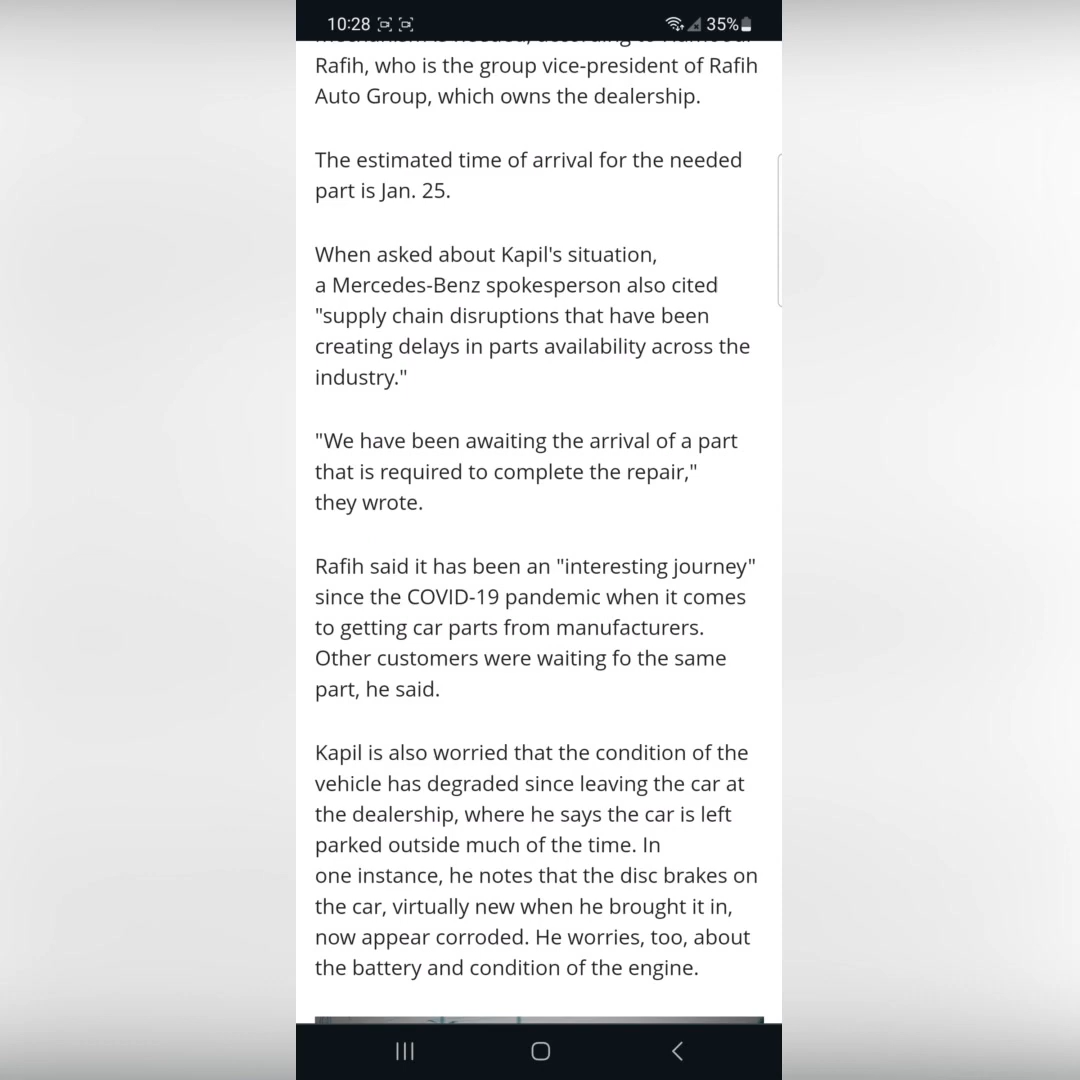 10:28
35%
Rafih, who is the group vice-president of Rafih
Auto Group, which owns the dealership.
The estimated time of arrival for the needed
part is Jan. 25.
When asked about Kapil's situation,
a Mercedes-Benz spokesperson also cited
"supply chain disruptions that have been
creating delays in parts availability across the
industry."
"We have been awaiting the arrival of a part
that is required to complete the repair,"
they wrote.
Rafih said it has been an "interesting journey"
since the COVID-19 pandemic when it comes
to getting car parts from manufacturers.
Other customers were waiting fo the same
part, he said.
Kapil is also worried that the condition of the
vehicle has degraded since leaving the car at
the dealership, where he says the car is left
parked outside much of the time. In
one instance, he notes that the disc brakes on
the car, virtually new when he brought it in,
now appear corroded. He worries, too, about
the battery and condition of the engine.